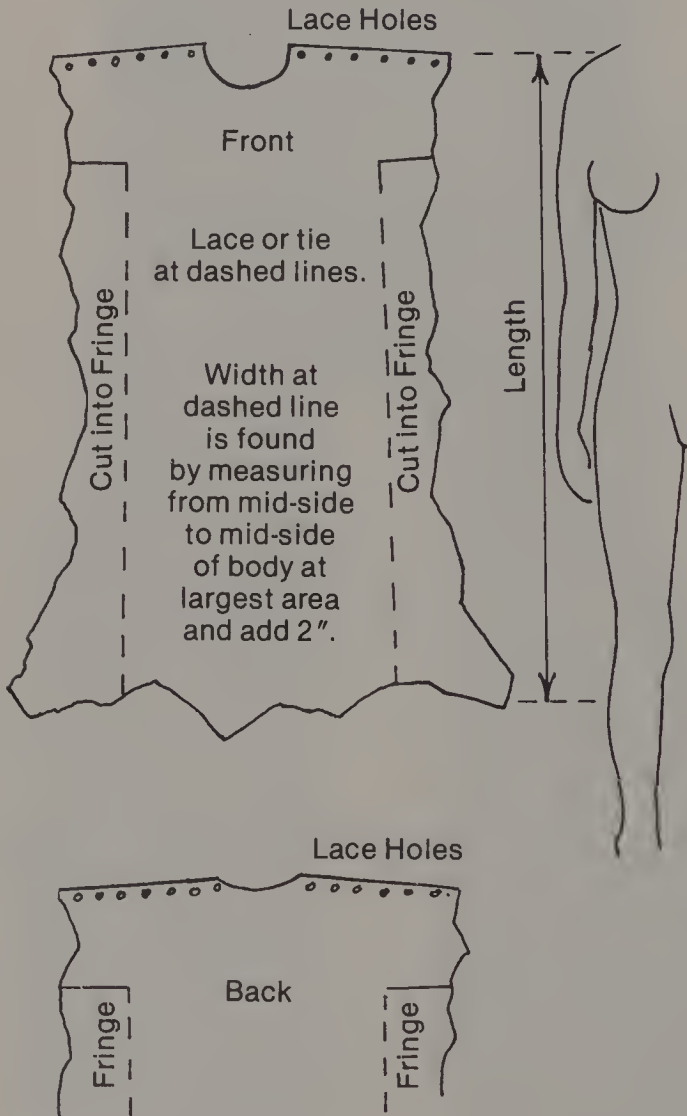 Lace Holes
Front
Lace or tie
at dashed lines.
Cut into Fringe
Cut into Fringe
Length
Width at
dashed line
is found
by measuring
from mid-side
to mid-side
of body at
largest area
and add 2".
Lace Holes
Back
Fringe
Fringe